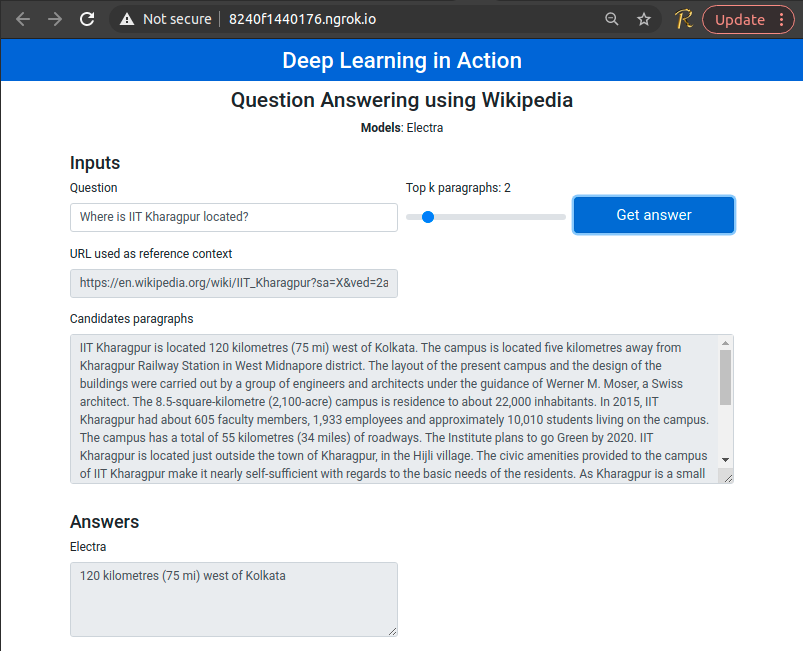 Not secure
8240f1440176.ngrok.io
Update
Deep Learning in Action
Question Answering using Wikipedia
Models: Electra
Inputs
Question
Top k paragraphs: 2
Where is IIT Kharagpur located?
Get answer
URL used as reference context
https://en.wikipedia.org/wiki/IIT_Kharagpur?sa=X&ved=2a
Candidates paragraphs
IIT Kharagpur is located 120 kilometres (75 mi) west of Kolkata. The campus is located five kilometres away from
Kharagpur Railway Station in West Midnapore district. The layout of the present campus and the design of the
buildings were carried out by a group of engineers and architects under the guidance of Werner M. Moser, a Swiss
architect. The 8.5-square-kilometre (2,100-acre) campus is residence to about 22,000 inhabitants. In 2015, IIT
Kharagpur had about 605 faculty members, 1,933 employees and approximately 10,010 students living on the campus.
The campus has a total of 55 kilometres (34 miles) of roadways. The Institute plans to go Green by 2020. IIT
Kharagpur is located just outside the town of Kharagpur, in the Hijli village. The civic amenities provided to the campus
of IIT Kharagpur make it nearly self-sufficient with regards to the basic needs of the residents. As Kharagpur is a small
Answers
Electra
120 kilometres (75 mi) west of Kolkata